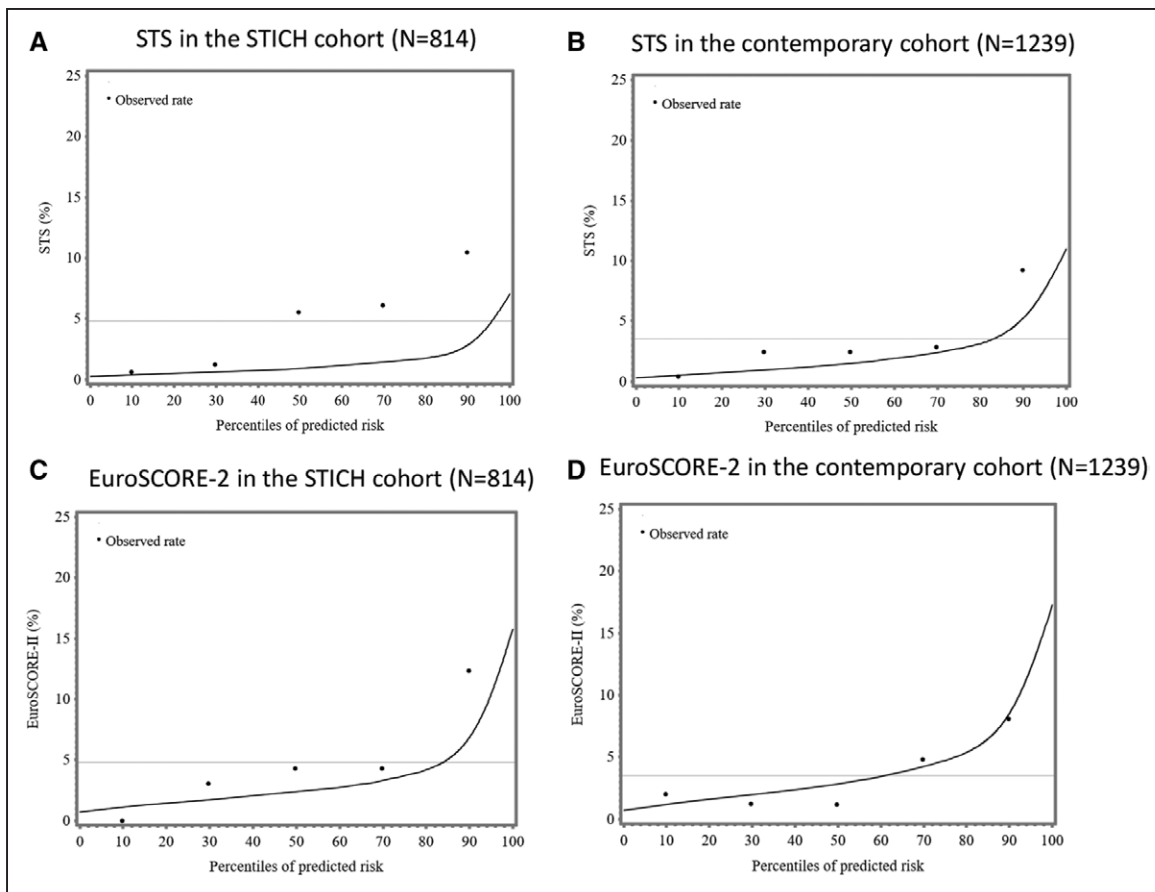 A
STS in the STICH cohort (N=814)
25
20
15
10
5
0
STS (%)
Observed rate
0 10 20 30 40 50 60 70 80 90 100
Percentiles of predicted risk
B
STS in the contemporary cohort (N=1239)
25
20
15
10
5
0
STS (%)
Observed rate
0 10 20 30 40 50 60 70 80 90 100
Percentiles of predicted risk
C
EuroSCORE-2 in the STICH cohort (N=814)
25
20
15
10
5
0
EuroSCORE-II (%)
Observed rate
0 10 20 30 40 50 60 70 80 90 100
Percentiles of predicted risk
D
EuroSCORE-2 in the contemporary cohort (N=1239)
25
20
15
10
5
0
EuroSCORE-II (%)
Observed rate
0 10 20 30 40 50 60 70 80 90 100
Percentiles of predicted risk